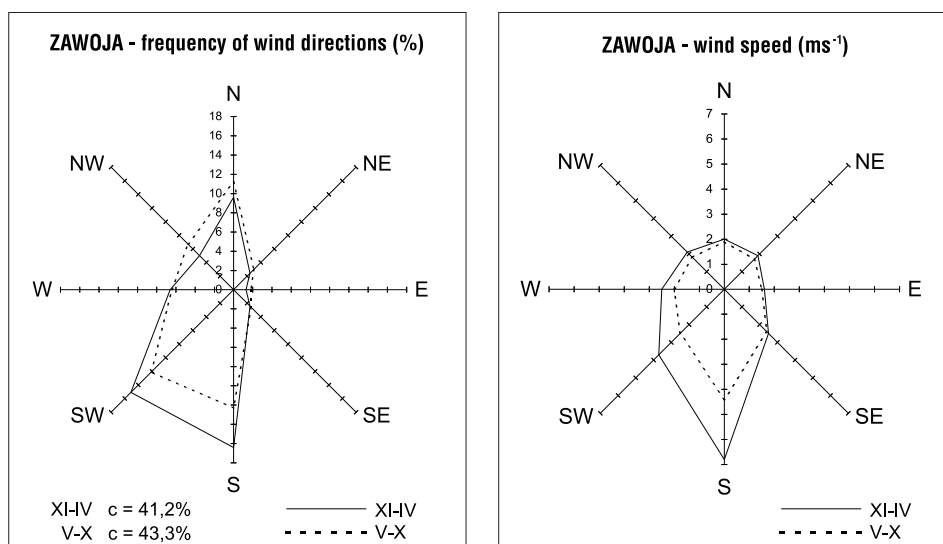 ZAWOJA - frequency of wind directions (%)
N
18
16
14
12
10
8
6
4
2
0
NW
NE
W
E
SW
SE
S
XI-IV c = 41,2%
V-X c = 43,3%
XI-IV
V-X
ZAWOJA - wind speed (ms⁻¹)
N
7
6
5
4
3
2
1
0
NW
NE
W
E
SW
SE
S
XI-IV
V-X